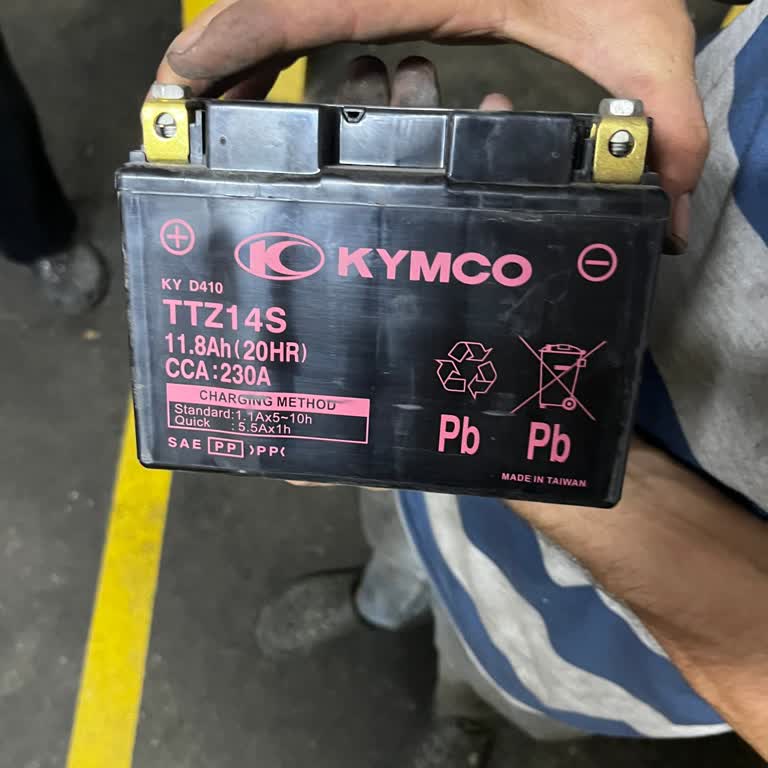 KYMCO
KY D410
TTZ14S
11.8Ah(20HR)
CCA:230A
CHARGING METHOD
Standard:1.1Ax5~10h
Quick :5.5Ax1h
SAE PP >PP<
Pb Pb
MADE IN TAIWAN